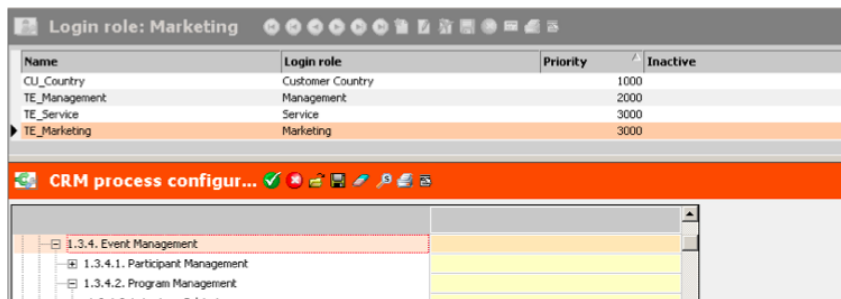 Login role: Marketing
Name Login role Priority Inactive
CU_Country Customer Country 1000
TE_Management Management 2000
TE_Service Service 3000
TE_Marketing Marketing 3000
CRM process configur...
1.3.4. Event Management
1.3.4.1. Participant Management
1.3.4.2. Program Management